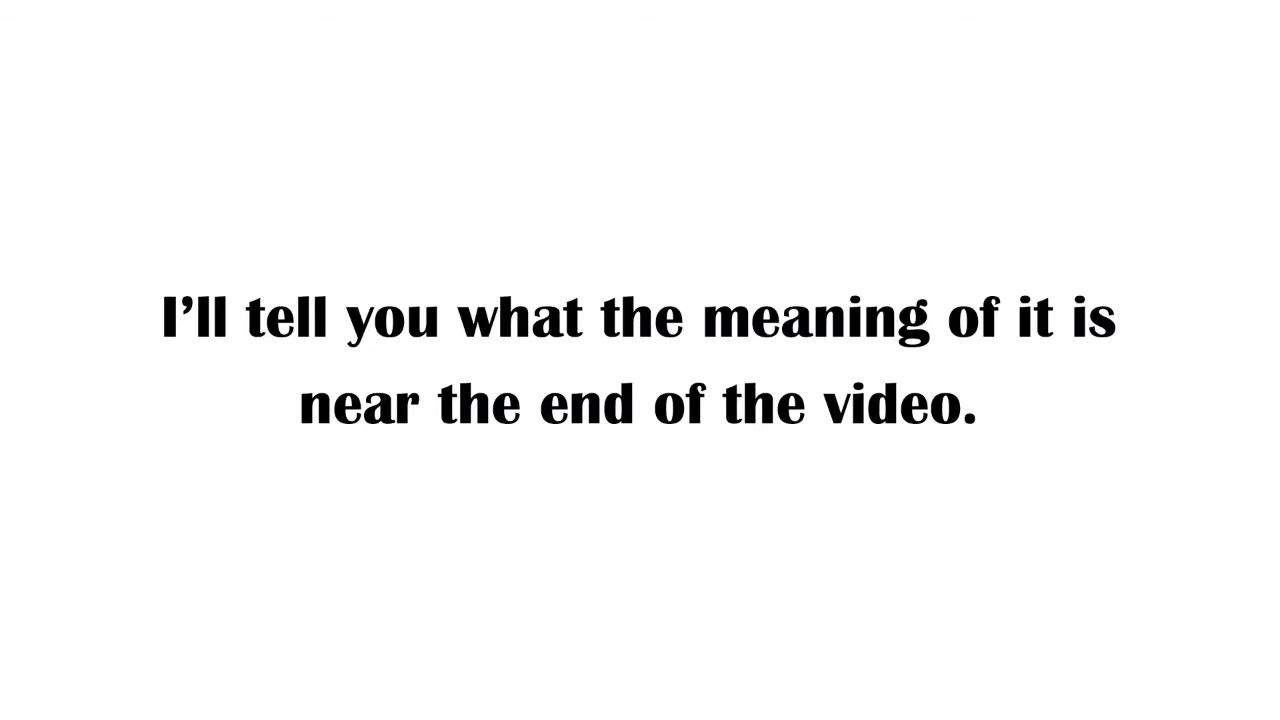 I’ll tell you what the meaning of it is
near the end of the video.